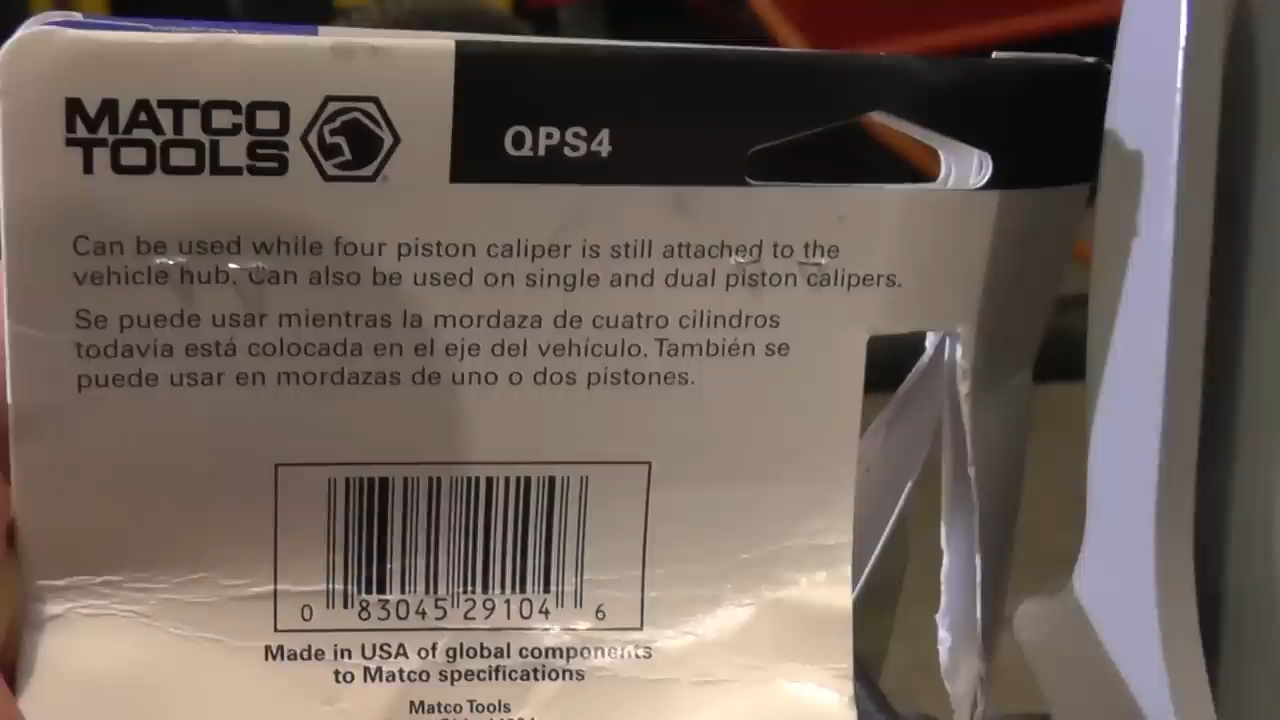 MATCO
TOOLS
QPS4
Can be used while four piston caliper is still attached to the
vehicle hub. Can also be used on single and dual piston calipers.
Se puede usar mientras la mordaza de cuatro cilindros
todavía está colocada en el eje del vehículo. También se
puede usar en mordazas de uno o dos pistones.
0 83045 29104 6
Made in USA of global components
to Matco specifications
Matco Tools